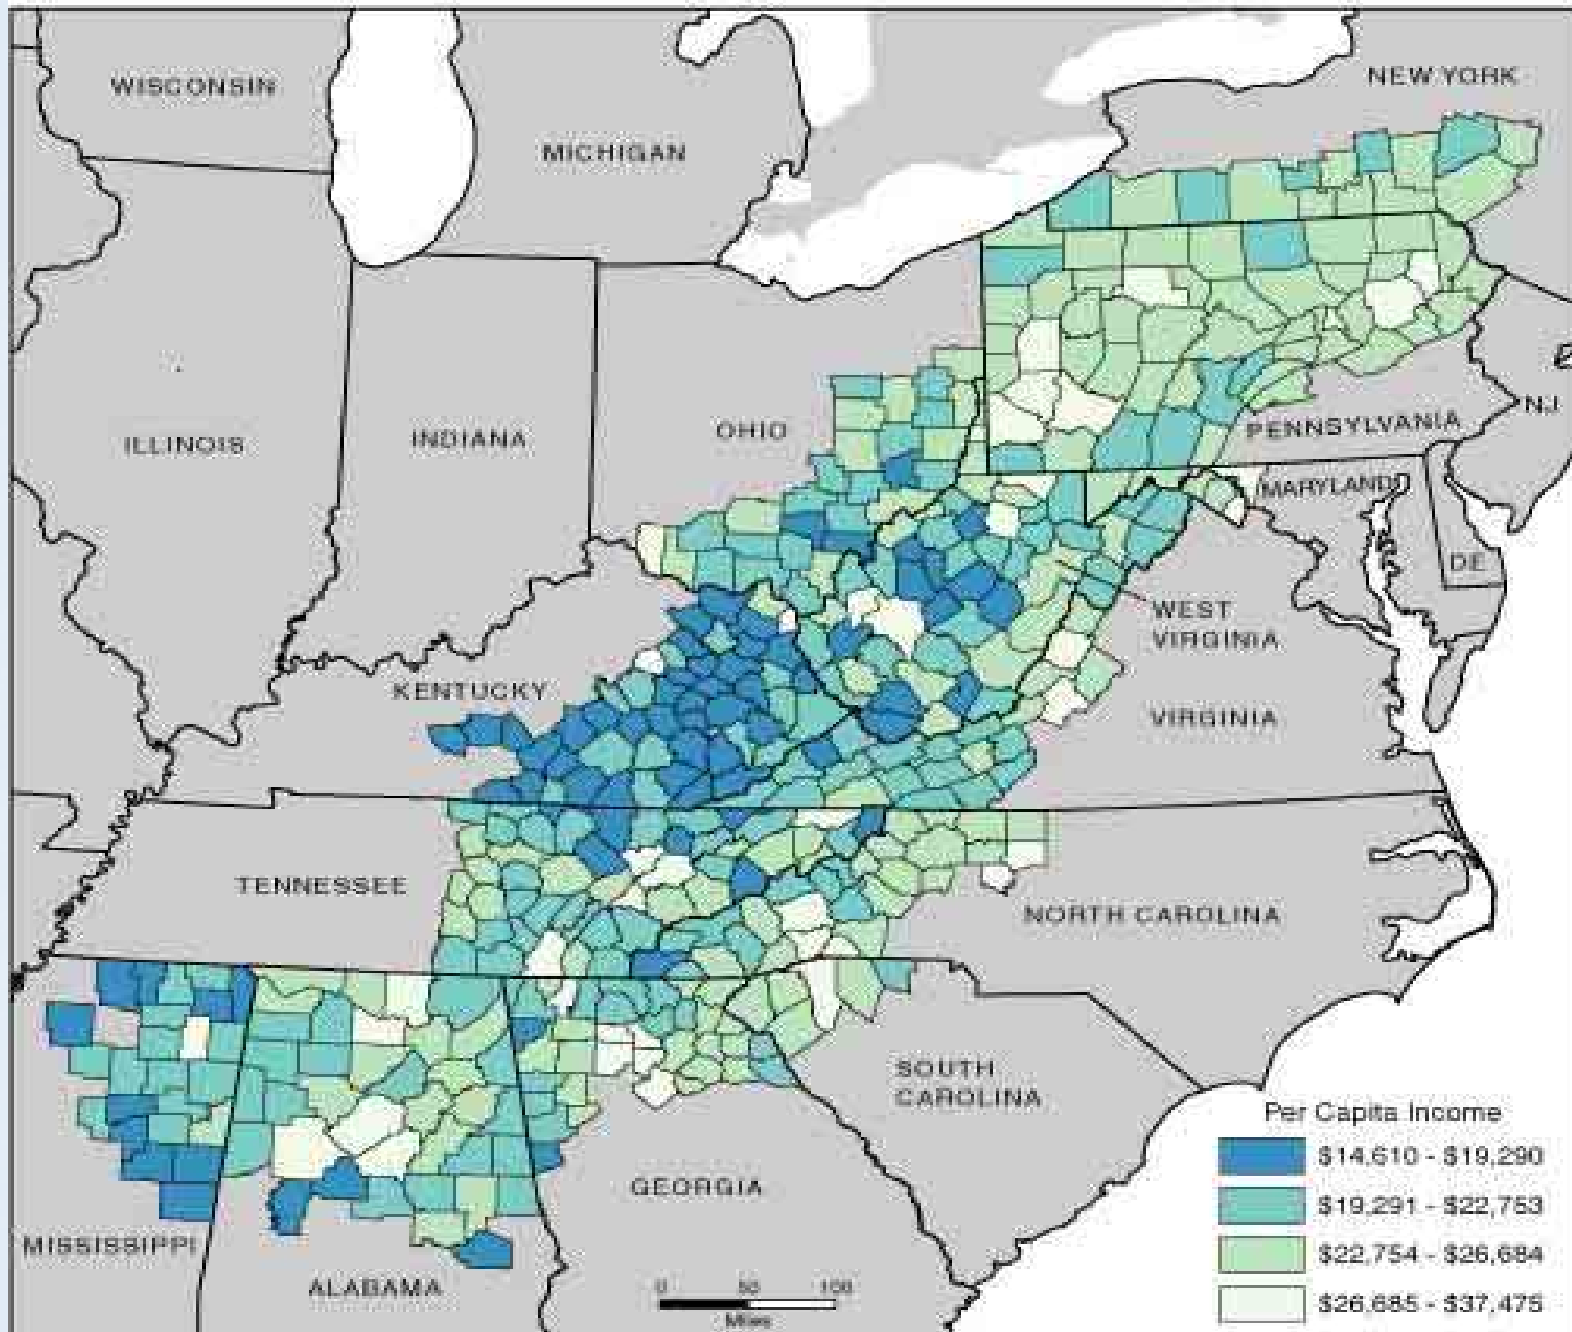 WISCONSIN
NEW YORK
MICHIGAN
ILLINOIS
INDIANA
OHIO
PENNSYLVANIA
NJ
MARYLAND
DE
WEST
VIRGINIA
KENTUCKY
VIRGINIA
TENNESSEE
NORTH CAROLINA
SOUTH
CAROLINA
GEORGIA
MISSISSIPPI
ALABAMA
0 50 100
Miles
Per Capita Income
$14,610 - $19,290
$19,291 - $22,753
$22,754 - $26,684
$26,685 - $37,475